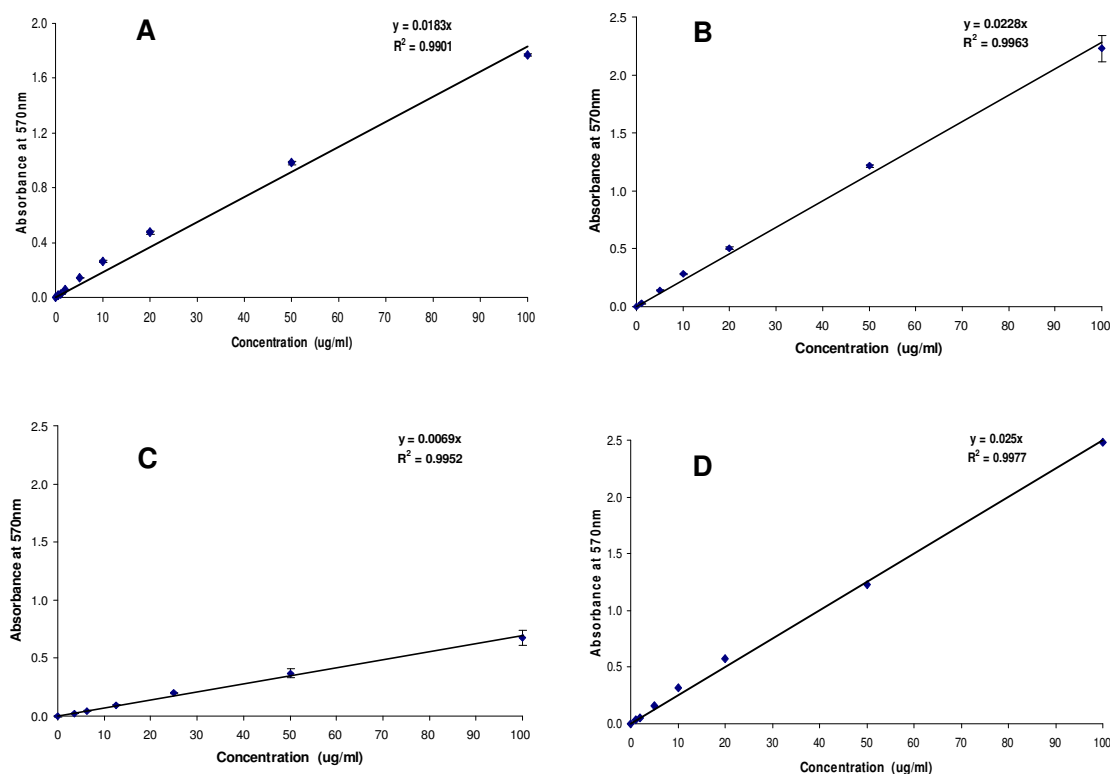 A
y = 0.0183x
R² = 0.9901
2.0
1.6
1.2
0.8
0.4
0.0
Absorbance at 570nm
0 10 20 30 40 50 60 70 80 90 100
Concentration (ug/ml)
B
y = 0.0228x
R² = 0.9963
2.5
2.0
1.5
1.0
0.5
0.0
Absorbance at 570nm
0 10 20 30 40 50 60 70 80 90 100
Concentration (ug/ml)
C
y = 0.0069x
R² = 0.9952
2.5
2.0
1.5
1.0
0.5
0.0
Absorbance at 570nm
0 10 20 30 40 50 60 70 80 90 100
Concentration (ug/ml)
D
y = 0.025x
R² = 0.9977
2.5
2.0
1.5
1.0
0.5
0.0
Absorbance at 570nm
0 10 20 30 40 50 60 70 80 90 100
Concentration (ug/ml)